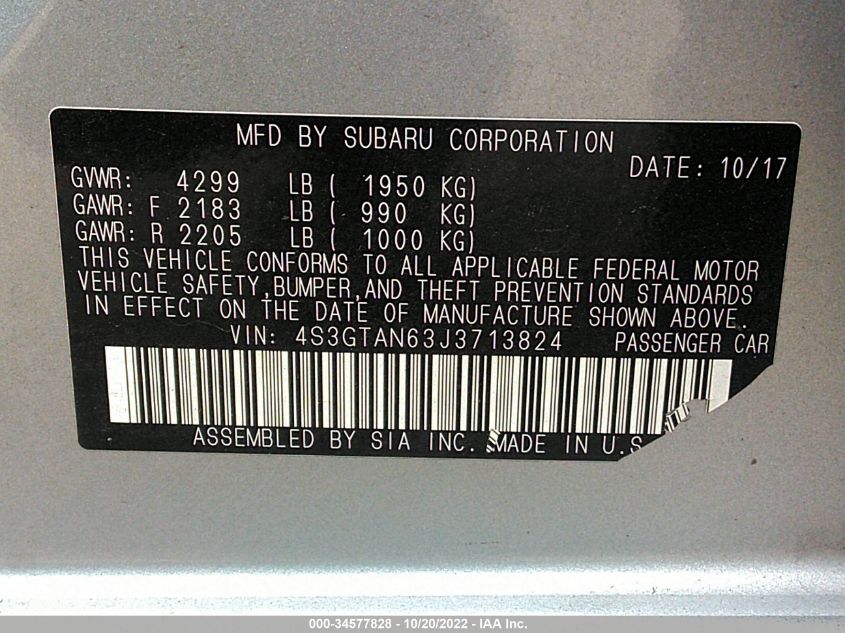 MFD BY SUBARU CORPORATION
DATE: 10/17
GVWR: 4299 LB ( 1950 KG)
GAWR: F 2183 LB ( 990 KG)
GAWR: R 2205 LB ( 1000 KG)
THIS VEHICLE CONFORMS TO ALL APPLICABLE FEDERAL MOTOR
VEHICLE SAFETY,BUMPER,AND THEFT PREVENTION STANDARDS
IN EFFECT ON THE DATE OF MANUFACTURE SHOWN ABOVE.
VIN: 4S3GTAN63J3713824 PASSENGER CAR
ASSEMBLED BY SIA INC. MADE IN U.S
000-34577828 - 10/20/2022 - IAA Inc.